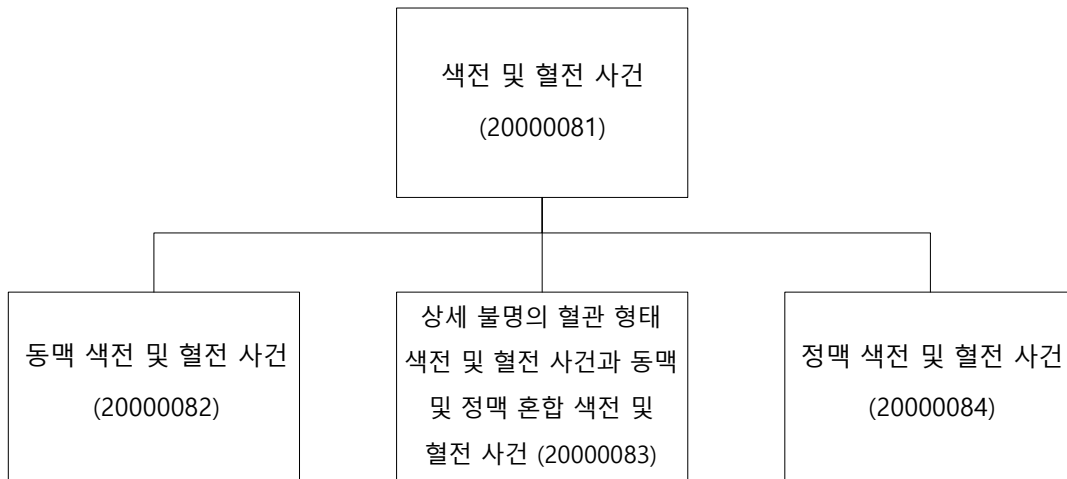 색전 및 혈전 사건
(20000081)
동맥 색전 및 혈전 사건
(20000082)
상세 불명의 혈관 형태
색전 및 혈전 사건과 동맥
및 정맥 혼합 색전 및
혈전 사건 (20000083)
정맥 색전 및 혈전 사건
(20000084)